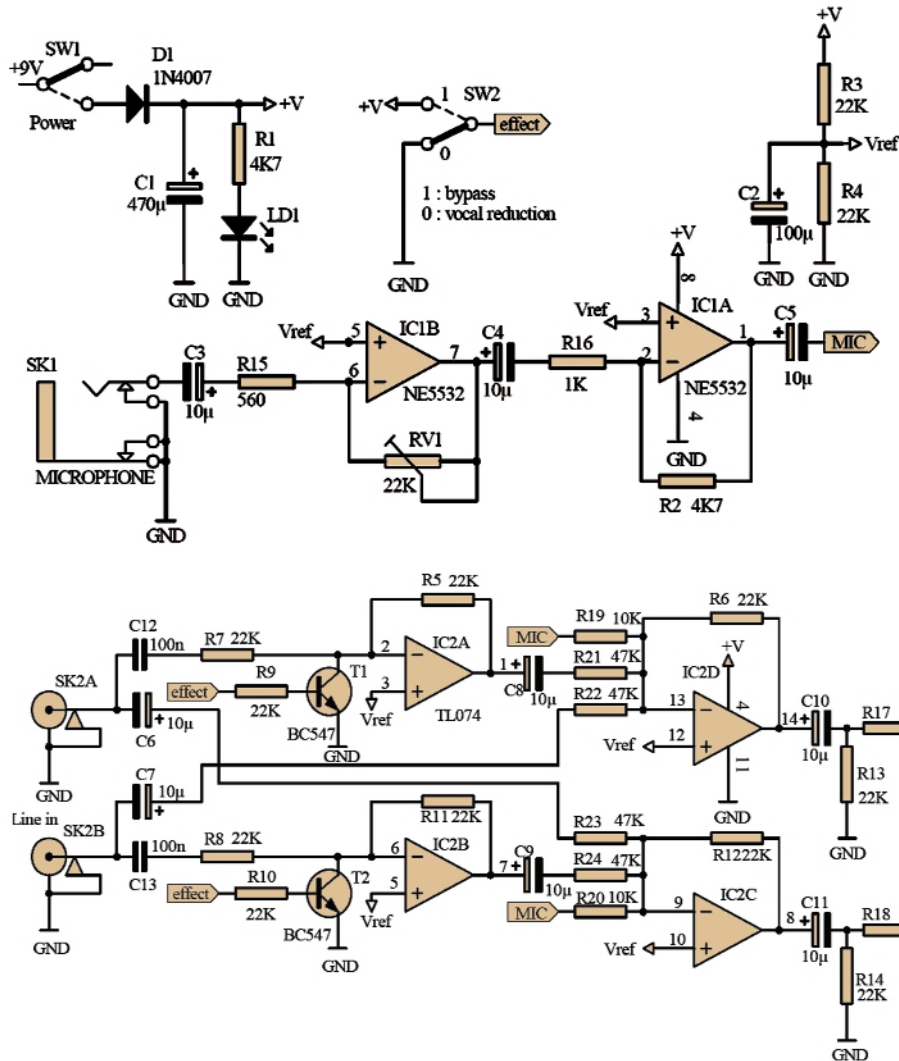 +V
SW1
D1
1N4007
+9V
+V
Power
R1
4K7
C1
470µ
+
LD1
GND
GND
+V
1
SW2
effect
0
1 : bypass
0 : vocal reduction
GND
+V
R3
22K
Vref
C2
+
100µ
R4
22K
GND
GND
SK1
MICROPHONE
GND
C3
10µ
+
R15
560
Vref
5
+
IC1B
6
−
7
NE5532
RV1
22K
C4
+
10µ
R16
1K
+V
8
Vref
3
+
IC1A
2
−
1
NE5532
4
GND
R2 4K7
C5
+
10µ
MIC
R5 22K
C12
100n
R7 22K
2
−
IC2A
3
+
1
TL074
Vref
effect
R9
22K
T1
BC547
GND
SK2A
GND
C6
10µ
+
+
C8
10µ
MIC
R19 10K
R21 47K
R22 47K
R6 22K
+V
IC2D
4
13
−
12
+
14
Vref
11
GND
+
C10
10µ
R17
R13
22K
GND
Line in
SK2B
GND
C7
10µ
+
C13
100n
R8 22K
R11 22K
6
−
IC2B
5
+
7
Vref
effect
R10
22K
T2
BC547
GND
+
C9
10µ
R23 47K
R24 47K
MIC
R20 10K
R12 22K
IC2C
9
−
10
+
8
Vref
+
C11
10µ
R18
R14
22K
GND